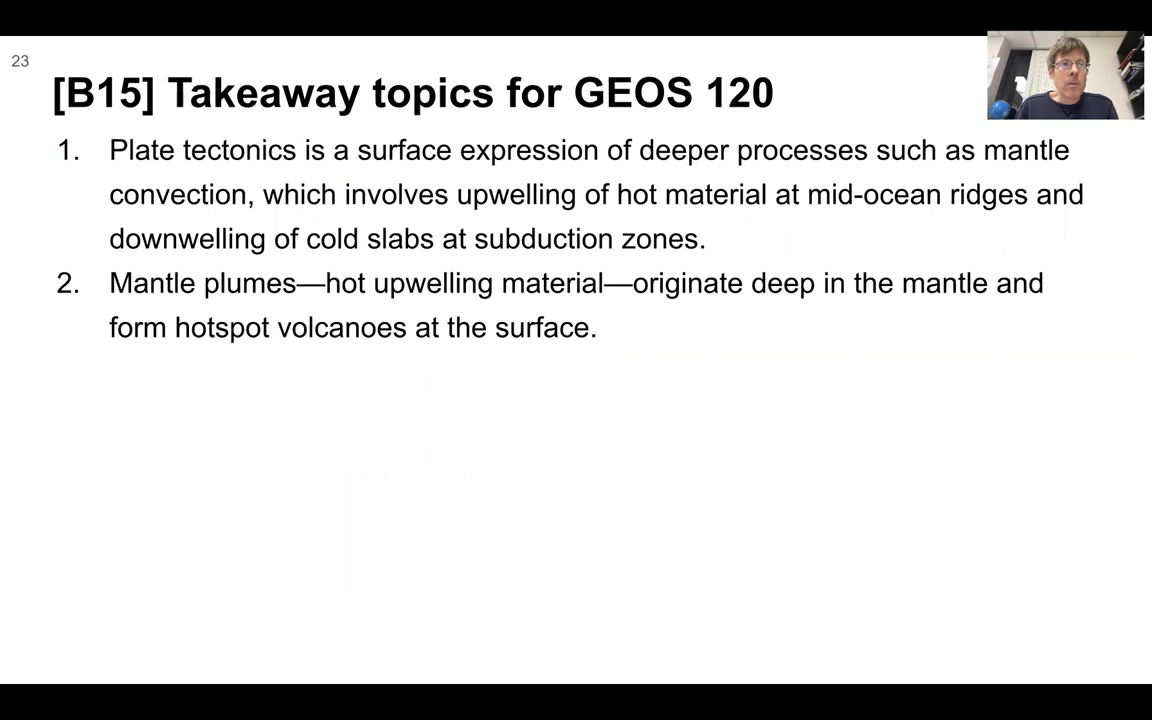 23
[B15] Takeaway topics for GEOS 120
1. Plate tectonics is a surface expression of deeper processes such as mantle
convection, which involves upwelling of hot material at mid-ocean ridges and
downwelling of cold slabs at subduction zones.
2. Mantle plumes—hot upwelling material—originate deep in the mantle and
form hotspot volcanoes at the surface.